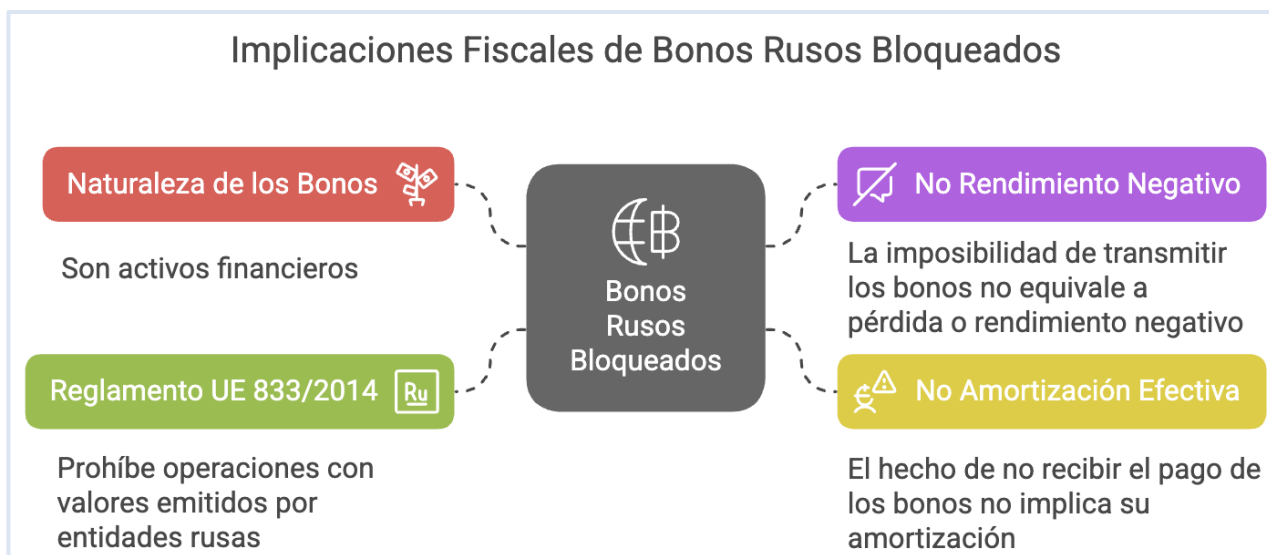 Implicaciones Fiscales de Bonos Rusos Bloqueados
Naturaleza de los Bonos
Son activos financieros
Reglamento UE 833/2014
Ru
Prohíbe operaciones con
valores emitidos por
entidades rusas
Bonos
Rusos
Bloqueados
No Rendimiento Negativo
La imposibilidad de transmitir
los bonos no equivale a
pérdida o rendimiento negativo
No Amortización Efectiva
El hecho de no recibir el pago de
los bonos no implica su
amortización